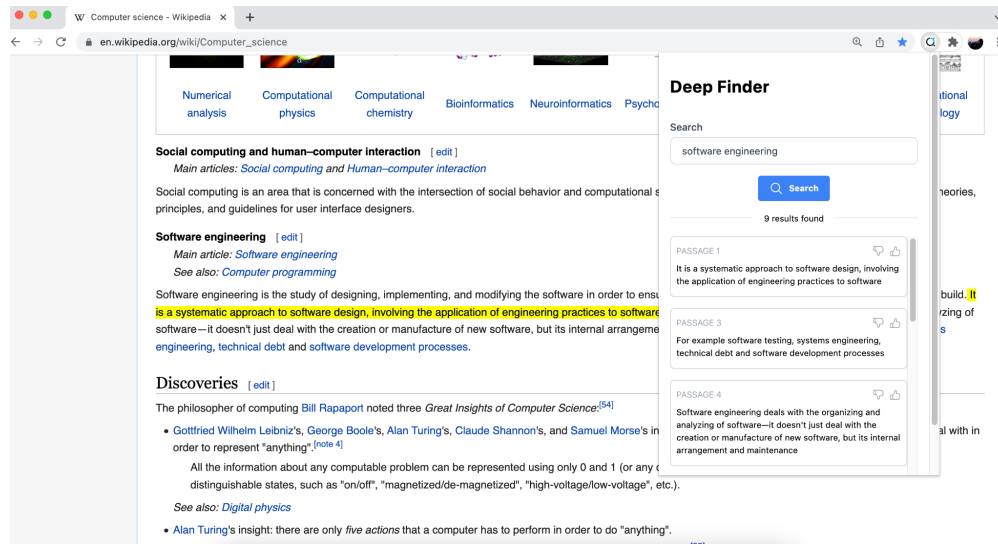 Computer science - Wikipedia
en.wikipedia.org/wiki/Computer_science
Numerical analysis
Computational physics
Computational chemistry
Bioinformatics
Neuroinformatics
Social computing and human–computer interaction [ edit ]
Main articles: Social computing and Human–computer interaction
Social computing is an area that is concerned with the intersection of social behavior and computational
principles, and guidelines for user interface designers.
Software engineering [ edit ]
Main article: Software engineering
See also: Computer programming
Software engineering is the study of designing, implementing, and modifying the software in order to build. It
is a systematic approach to software design, involving the application of engineering practices to software
software—it doesn't just deal with the creation or manufacture of new software, but its internal
engineering, technical debt and software development processes.
Discoveries [ edit ]
The philosopher of computing Bill Rapaport noted three Great Insights of Computer Science:[54]
• Gottfried Wilhelm Leibniz's, George Boole's, Alan Turing's, Claude Shannon's, and Samuel Morse's with in
order to represent "anything".[note 4]
All the information about any computable problem can be represented using only 0 and 1 (or any
distinguishable states, such as "on/off", "magnetized/de-magnetized", "high-voltage/low-voltage", etc.).
See also: Digital physics
• Alan Turing's insight: there are only five actions that a computer has to perform in order to do "anything".
Deep Finder
Search
software engineering
Search
9 results found
PASSAGE 1
It is a systematic approach to software design, involving
the application of engineering practices to software
PASSAGE 3
For example software testing, systems engineering,
technical debt and software development processes
PASSAGE 4
Software engineering deals with the organizing and
analyzing of software—it doesn't just deal with the
creation or manufacture of new software, but its internal
arrangement and maintenance